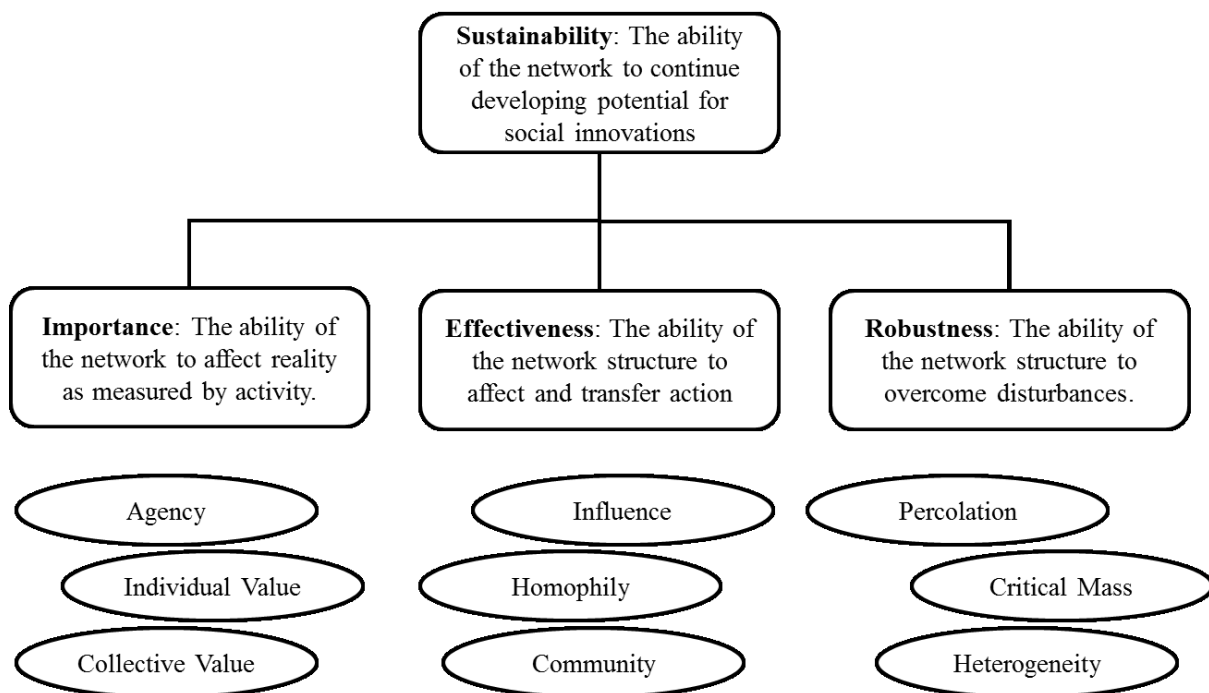 Sustainability: The ability
of the network to continue
developing potential for
social innovations
Importance: The ability of
the network to affect reality
as measured by activity.
Effectiveness: The ability of
the network structure to
affect and transfer action
Robustness: The ability of
the network structure to
overcome disturbances.
Agency
Individual Value
Collective Value
Influence
Homophily
Community
Percolation
Critical Mass
Heterogeneity